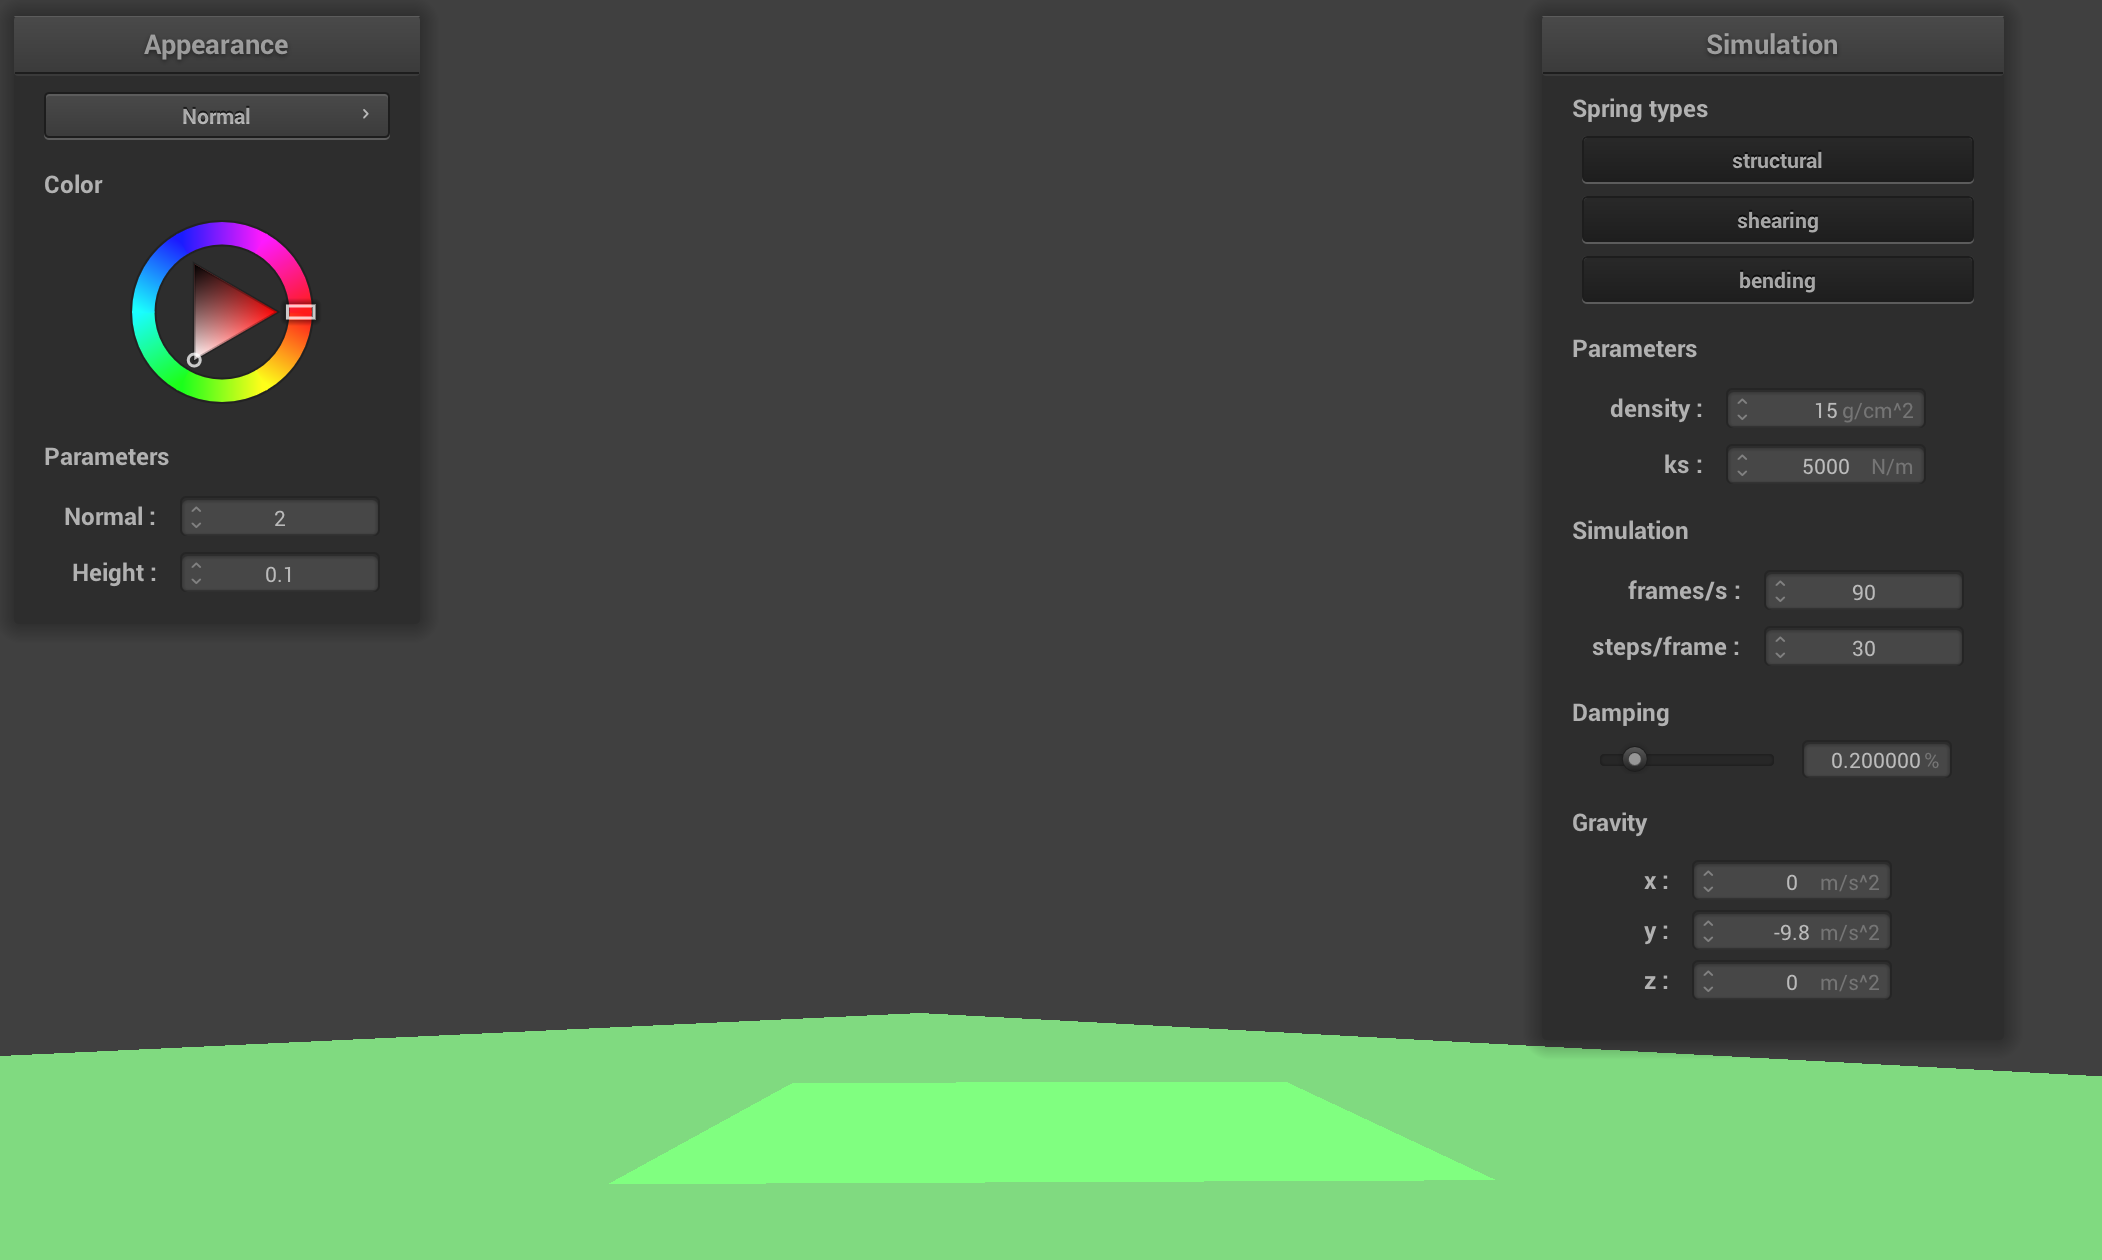 Appearance
Normal
Color
Parameters
Normal : 2
Height : 0.1
Simulation
Spring types
structural
shearing
bending
Parameters
density : 15 g/cm^2
ks : 5000 N/m
Simulation
frames/s : 90
steps/frame : 30
Damping
0.200000 %
Gravity
x : 0 m/s^2
y : -9.8 m/s^2
z : 0 m/s^2